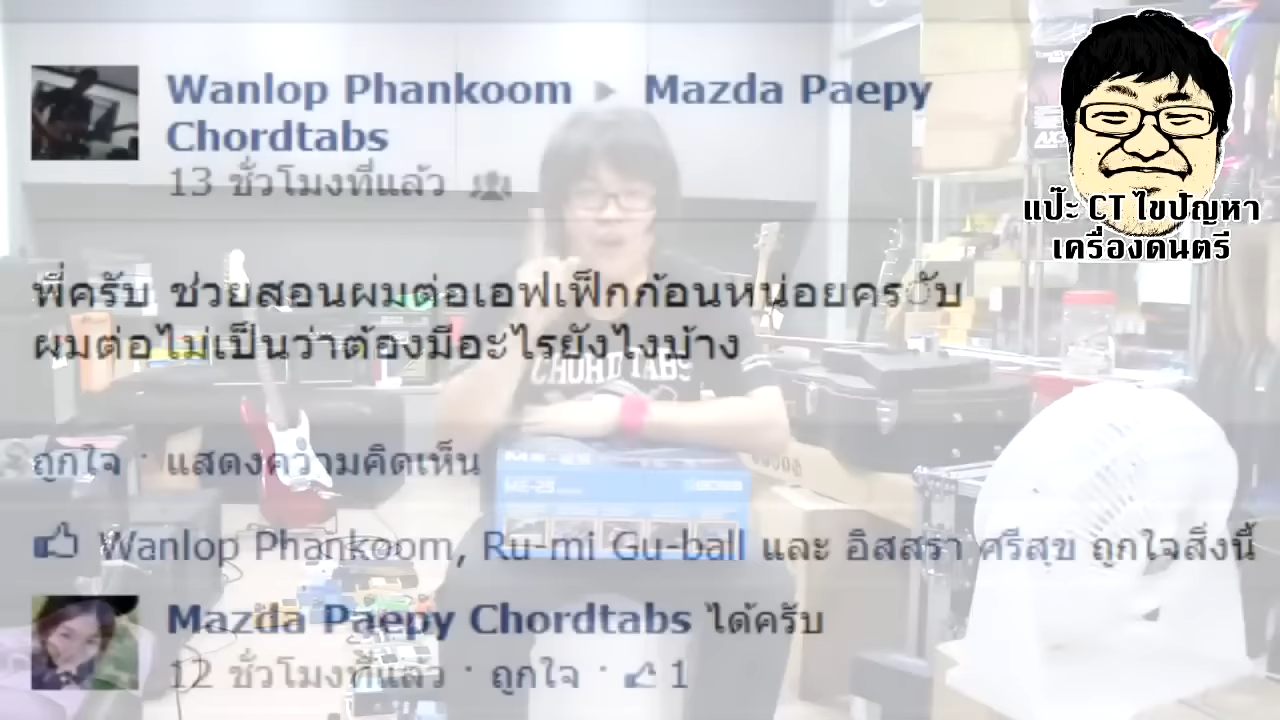 Wanlop Phankoom ▶ Mazda Paepy
Chordtabs
13 ชั่วโมงที่แล้ว
แป๊ะ CT ไขปัญหา
เครื่องดนตรี
พี่ครับ ช่วยสอนผมต่อเอฟเฟ็กก้อนหน่อยครับ
ผมต่อไม่เป็นว่าต้องมีอะไรยังไงบ้าง
CHORD TABS
ถูกใจ · แสดงความคิดเห็น
ME-25
BOSS
Wanlop Phankoom, Ru-mi Gu-ball และ อิสสรา ศรีสุข ถูกใจสิ่งนี้
Mazda Paepy Chordtabs ได้ครับ
12 ชั่วโมงที่แล้ว · ถูกใจ · 1